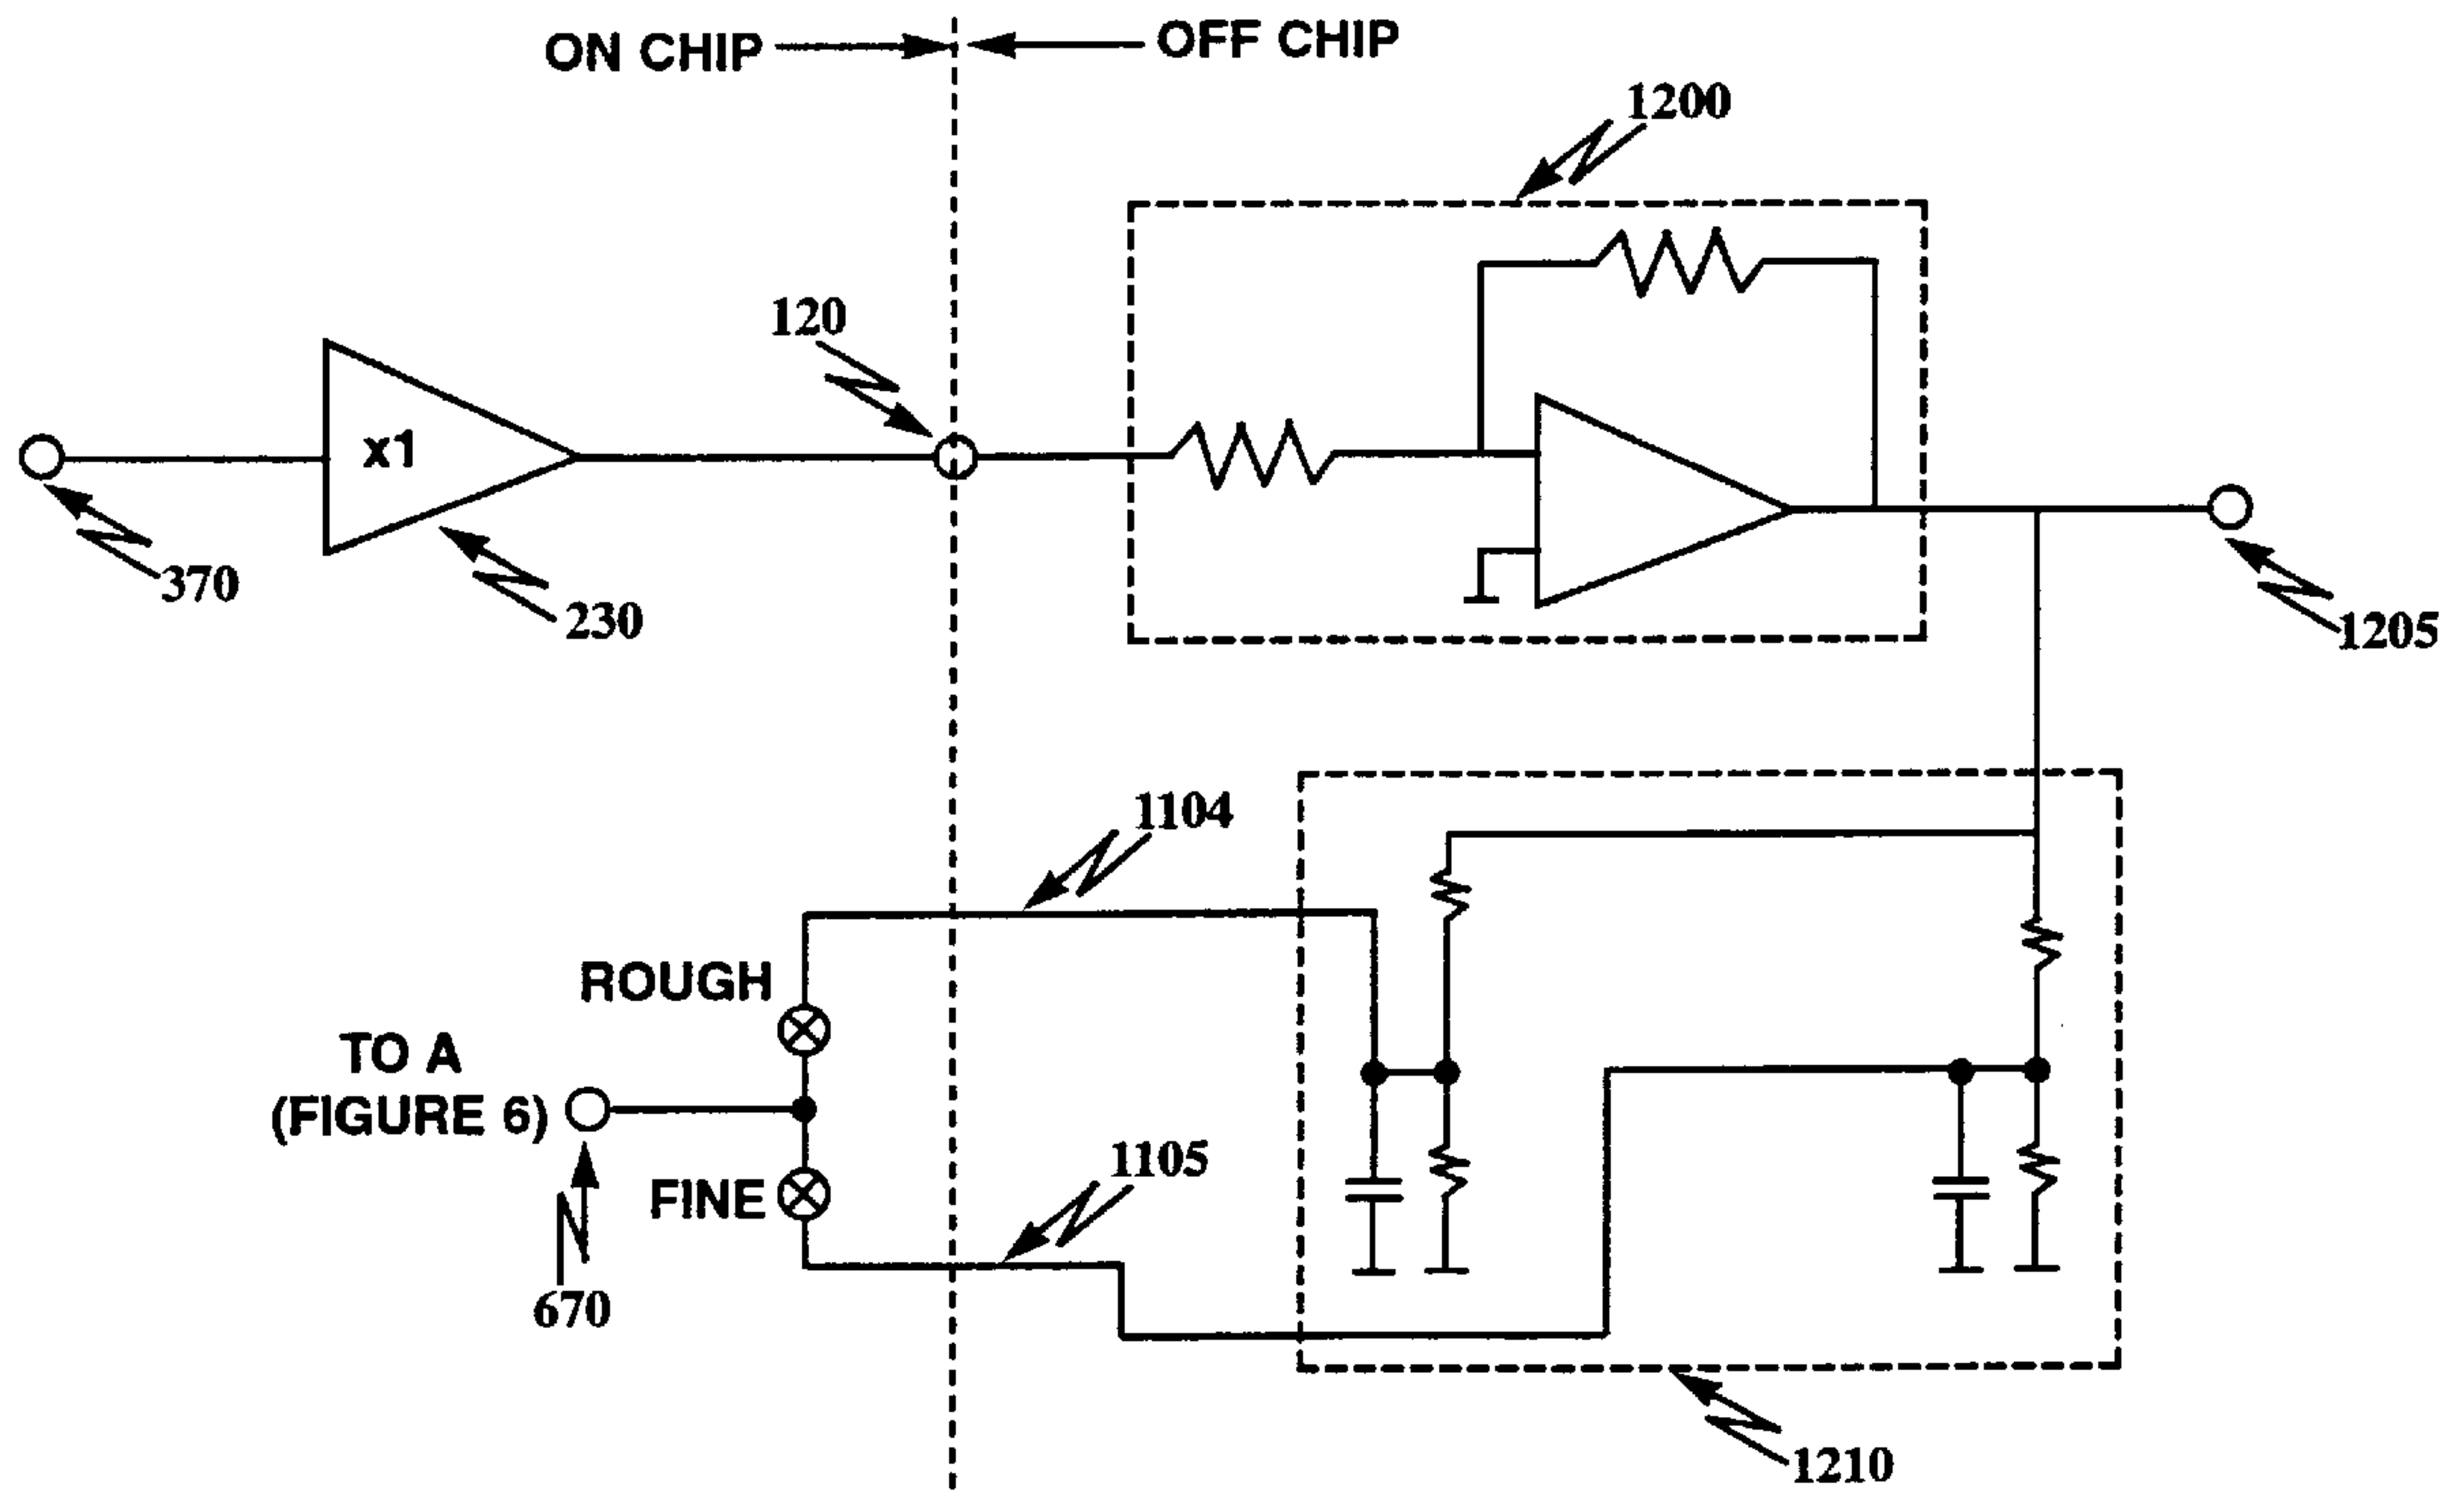 ON CHIP
OFF CHIP
1200
120
x1
370
230
1205
1104
ROUGH
TO A
(FIGURE 6)
1105
FINE
670
1210